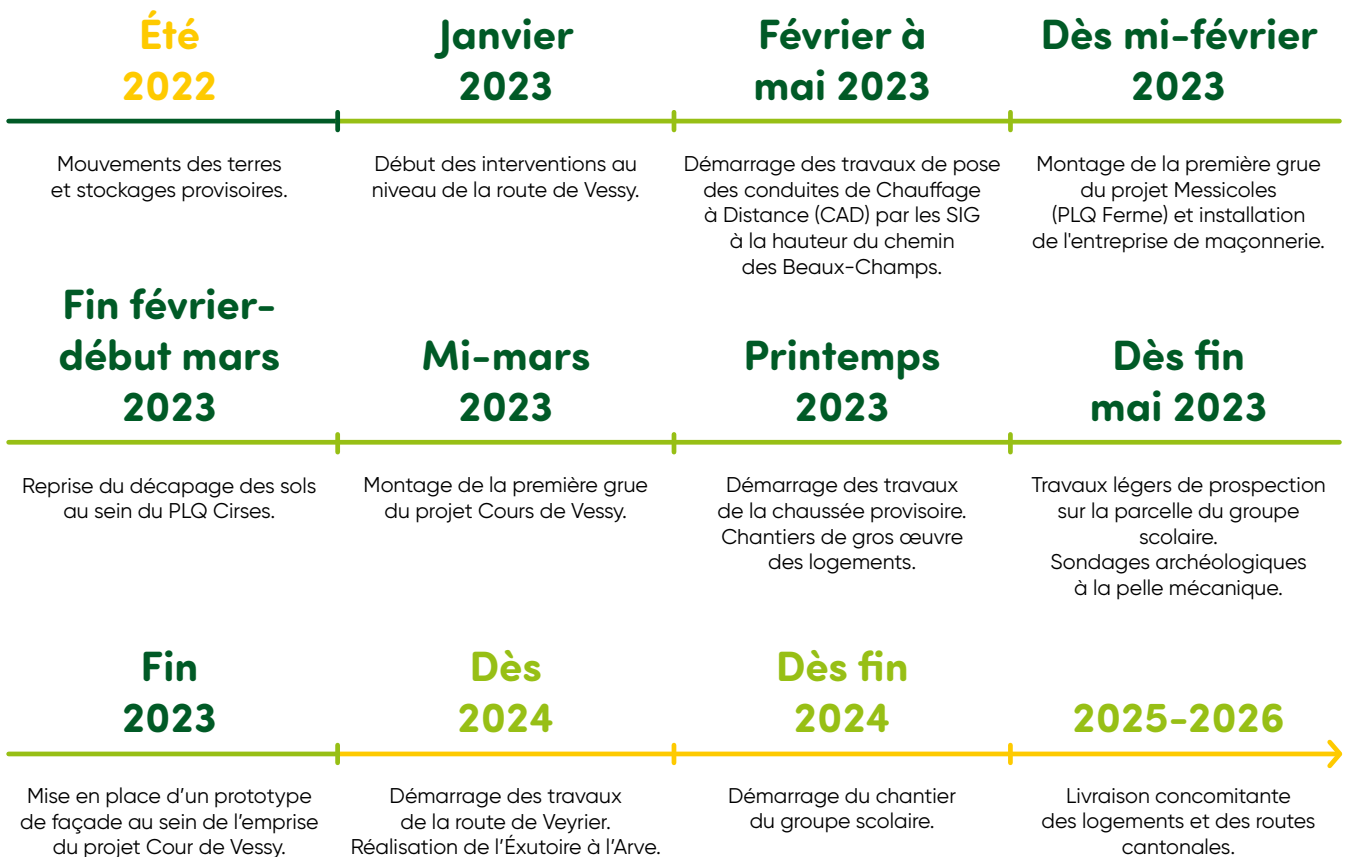 Été
2022
Mouvements des terres
et stockages provisoires.
Janvier
2023
Début des interventions au
niveau de la route de Vessy.
Février à
mai 2023
Démarrage des travaux de pose
des conduites de Chauffage
à Distance (CAD) par les SIG
à la hauteur du chemin
des Beaux-Champs.
Dès mi-février
2023
Montage de la première grue
du projet Messicoles
(PLQ Ferme) et installation
de l'entreprise de maçonnerie.
Fin février-
début mars
2023
Reprise du décapage des sols
au sein du PLQ Cirses.
Mi-mars
2023
Montage de la première grue
du projet Cours de Vessy.
Printemps
2023
Démarrage des travaux
de la chaussée provisoire.
Chantiers de gros œuvre
des logements.
Dès fin
mai 2023
Travaux légers de prospection
sur la parcelle du groupe
scolaire.
Sondages archéologiques
à la pelle mécanique.
Fin
2023
Mise en place d’un prototype
de façade au sein de l’emprise
du projet Cour de Vessy.
Dès
2024
Démarrage des travaux
de la route de Veyrier.
Réalisation de l’Éxutoire à l’Arve.
Dès fin
2024
Démarrage du chantier
du groupe scolaire.
2025-2026
Livraison concomitante
des logements et des routes
cantonales.